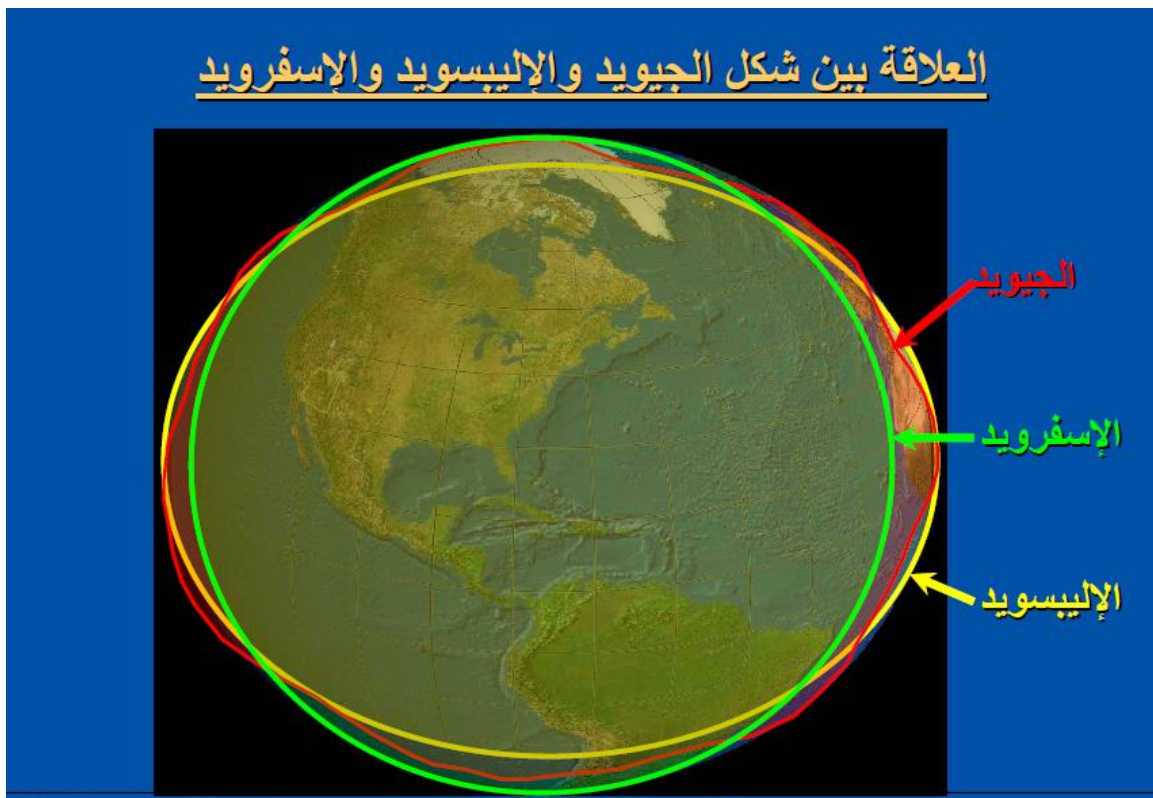 العلاقة بين شكل الجيويد والإليبسويد والإسفرويد
الجيويد
الإسفرويد
الإليبسويد